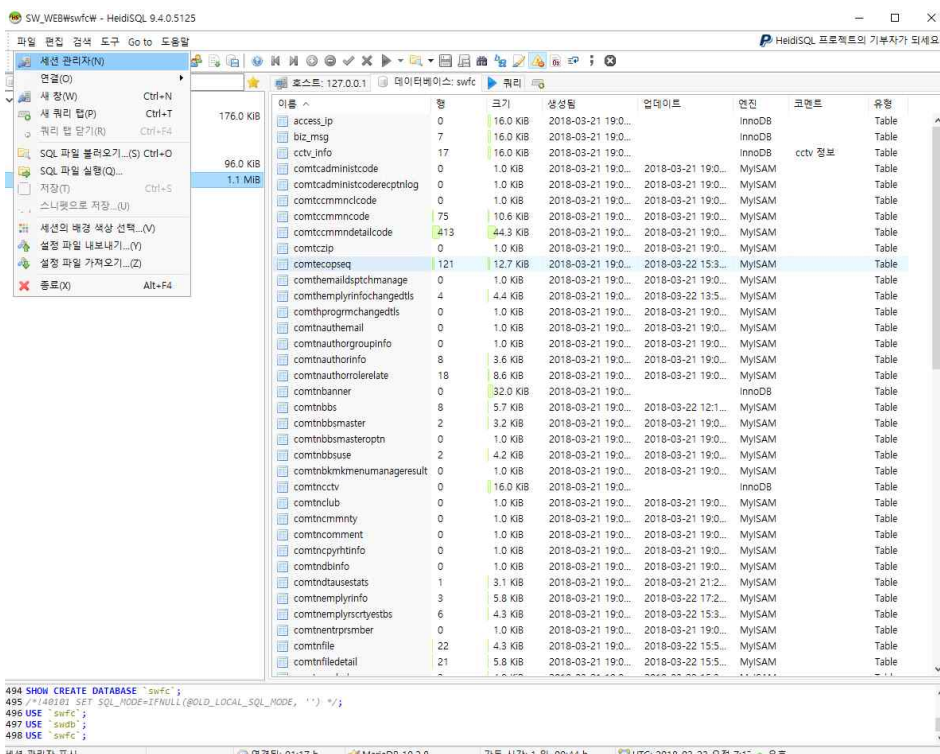 SW_WEB₩swfc₩ - HeidiSQL 9.4.0.5125
파일 편집 검색 도구 Go to 도움말
HeidiSQL 프로젝트의 기부자가 되세요
세션 관리자(N)
연결(O)
새 창(W) Ctrl+N
새 쿼리 탭(P) Ctrl+T
쿼리 탭 닫기(R) Ctrl+F4
SQL 파일 불러오기...(S) Ctrl+O
SQL 파일 실행(Q)...
저장(T) Ctrl+S
스니펫으로 저장...(U)
세션의 배경 색상 선택...(V)
설정 파일 내보내기...(Y)
설정 파일 가져오기...(Z)
종료(X) Alt+F4
176.0 KiB
96.0 KiB
1.1 MiB
호스트: 127.0.0.1 데이터베이스: swfc 쿼리
이름 행 크기 생성됨 업데이트 엔진 코멘트 유형
access_ip 0 16.0 KiB 2018-03-21 19:0... InnoDB Table
biz_msg 7 16.0 KiB 2018-03-21 19:0... InnoDB Table
cctv_info 17 16.0 KiB 2018-03-21 19:0... InnoDB cctv 정보 Table
comtcadministcode 0 1.0 KiB 2018-03-21 19:0... 2018-03-21 19:0... MyISAM Table
comtcadministcoderecptnlog 0 1.0 KiB 2018-03-21 19:0... 2018-03-21 19:0... MyISAM Table
comtccmmnclcode 0 1.0 KiB 2018-03-21 19:0... 2018-03-21 19:0... MyISAM Table
comtccmmncode 75 10.6 KiB 2018-03-21 19:0... 2018-03-21 19:0... MyISAM Table
comtccmmndetailcode 413 44.3 KiB 2018-03-21 19:0... 2018-03-21 19:0... MyISAM Table
comtczip 0 1.0 KiB 2018-03-21 19:0... 2018-03-21 19:0... MyISAM Table
comtecopseq 121 12.7 KiB 2018-03-21 19:0... 2018-03-22 15:3... MyISAM Table
comthemaildsptchmanage 0 1.0 KiB 2018-03-21 19:0... 2018-03-21 19:0... MyISAM Table
comthemplyrinfochangedtls 4 4.4 KiB 2018-03-21 19:0... 2018-03-22 13:5... MyISAM Table
comthprogrmchangedtls 0 1.0 KiB 2018-03-21 19:0... 2018-03-21 19:0... MyISAM Table
comtnauthemail 0 1.0 KiB 2018-03-21 19:0... 2018-03-21 19:0... MyISAM Table
comtnauthorgroupinfo 0 1.0 KiB 2018-03-21 19:0... 2018-03-21 19:0... MyISAM Table
comtnauthorinfo 8 3.6 KiB 2018-03-21 19:0... 2018-03-21 19:0... MyISAM Table
comtnauthorrolerelate 18 8.6 KiB 2018-03-21 19:0... 2018-03-21 19:0... MyISAM Table
comtnbanner 0 32.0 KiB 2018-03-21 19:0... InnoDB Table
comtnbbs 8 5.7 KiB 2018-03-21 19:0... 2018-03-22 12:1... MyISAM Table
comtnbbsmaster 2 3.2 KiB 2018-03-21 19:0... 2018-03-21 19:0... MyISAM Table
comtnbbsmasteroptn 0 1.0 KiB 2018-03-21 19:0... 2018-03-21 19:0... MyISAM Table
comtnbbsuse 2 4.2 KiB 2018-03-21 19:0... 2018-03-21 19:0... MyISAM Table
comtnbkmkmenumanageresult 0 1.0 KiB 2018-03-21 19:0... 2018-03-21 19:0... MyISAM Table
comtncctv 0 16.0 KiB 2018-03-21 19:0... InnoDB Table
comtnclub 0 1.0 KiB 2018-03-21 19:0... 2018-03-21 19:0... MyISAM Table
comtncmmnty 0 1.0 KiB 2018-03-21 19:0... 2018-03-21 19:0... MyISAM Table
comtncomment 0 1.0 KiB 2018-03-21 19:0... 2018-03-21 19:0... MyISAM Table
comtncpyrhtinfo 0 1.0 KiB 2018-03-21 19:0... 2018-03-21 19:0... MyISAM Table
comtndbinfo 0 1.0 KiB 2018-03-21 19:0... 2018-03-21 19:0... MyISAM Table
comtndtausestats 1 3.1 KiB 2018-03-21 19:0... 2018-03-21 21:2... MyISAM Table
comtnemplyrinfo 3 5.8 KiB 2018-03-21 19:0... 2018-03-22 17:2... MyISAM Table
comtnemplyrscrtyestbs 6 4.3 KiB 2018-03-21 19:0... 2018-03-22 15:3... MyISAM Table
comtnentrprsmber 0 1.0 KiB 2018-03-21 19:0... 2018-03-21 19:0... MyISAM Table
comtnfile 22 4.3 KiB 2018-03-21 19:0... 2018-03-22 15:5... MyISAM Table
comtnfiledetail 21 5.8 KiB 2018-03-21 19:0... 2018-03-22 15:5... MyISAM Table
494 SHOW CREATE DATABASE `swfc`;
495 /*!40101 SET SQL_MODE=IFNULL(@OLD_LOCAL_SQL_MODE, '') */;
496 USE `swfc`;
497 USE `swdb`;
498 USE `swfc`;